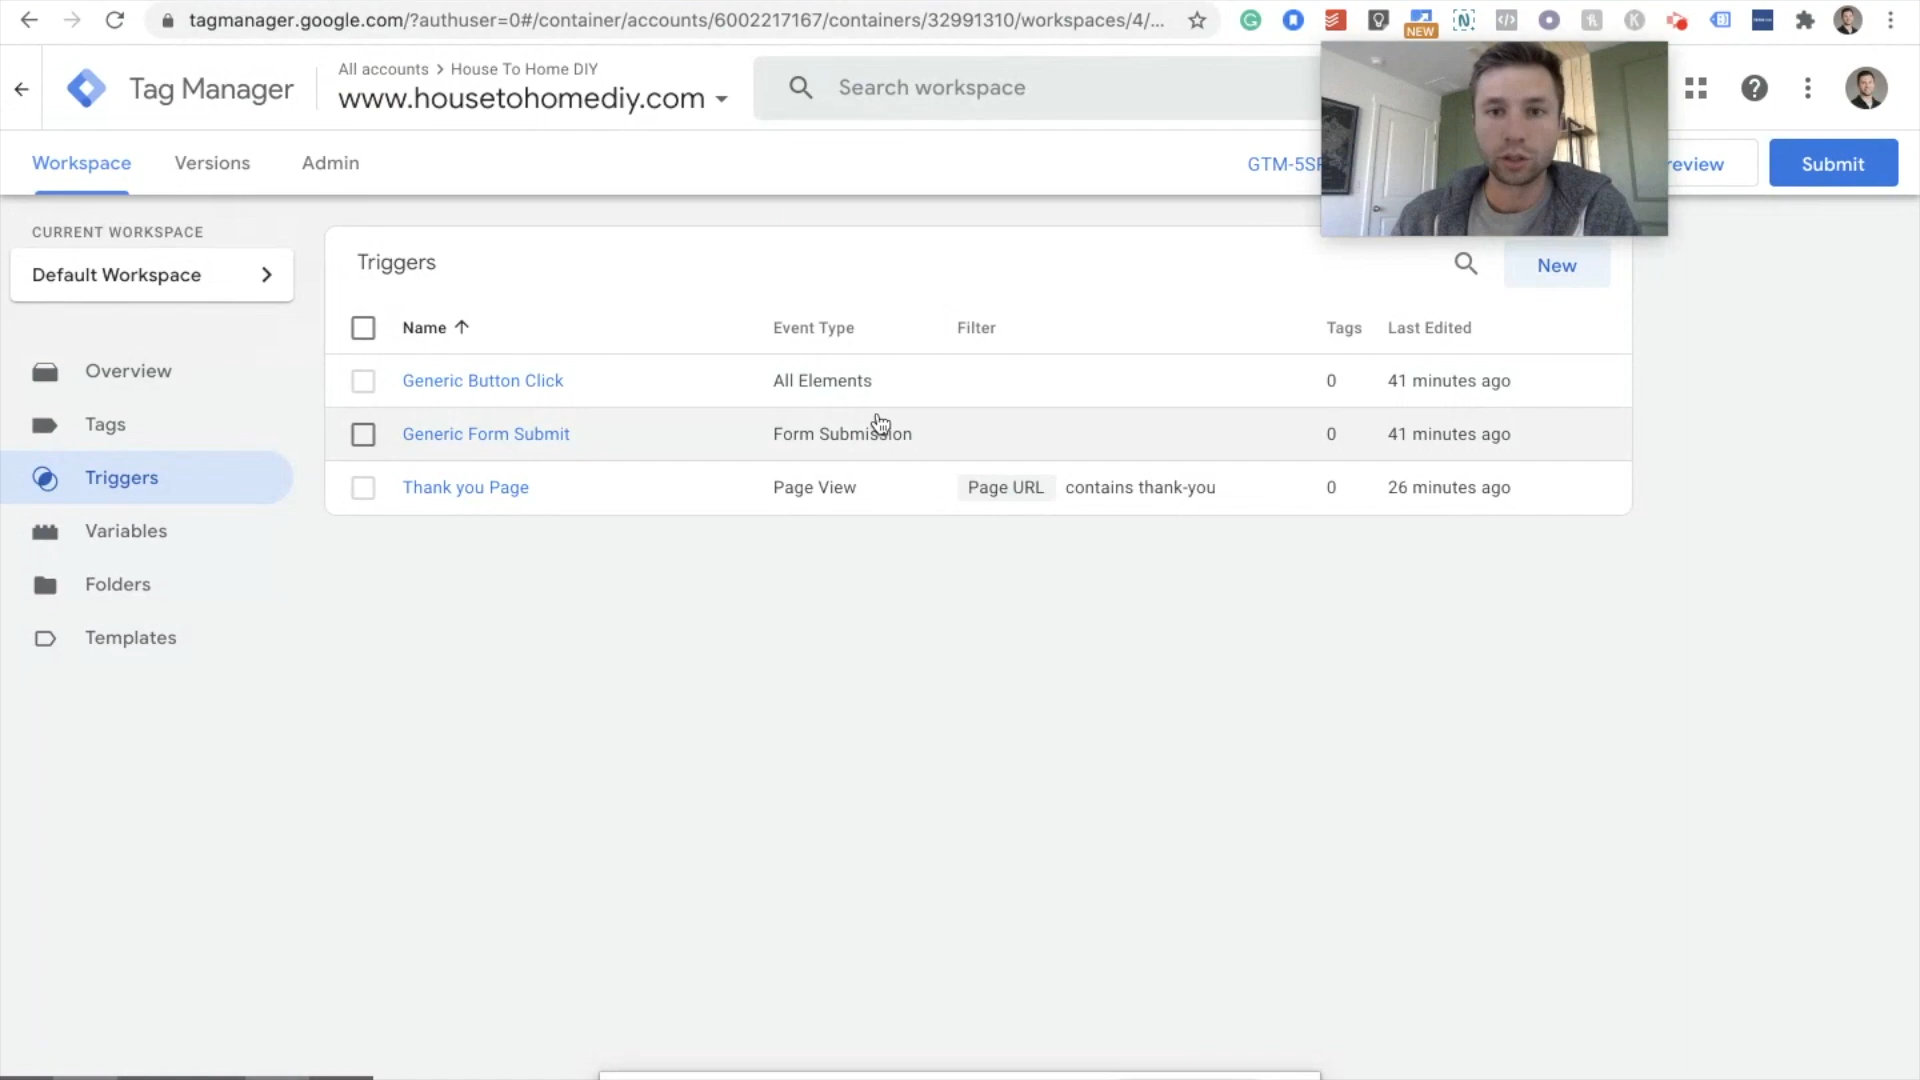 tagmanager.google.com/?authuser=0#/container/accounts/6002217167/containers/32991310/workspaces/4/...
NEW
Tag Manager
All accounts > House To Home DIY
www.housetohomediy.com
Search workspace
Workspace
Versions
Admin
GTM-5S
review
Submit
CURRENT WORKSPACE
Default Workspace
Overview
Tags
Triggers
Variables
Folders
Templates
Triggers
New
Name Event Type Filter Tags Last Edited
Generic Button Click All Elements 0 41 minutes ago
Generic Form Submit Form Submission 0 41 minutes ago
Thank you Page Page View Page URL contains thank-you 0 26 minutes ago